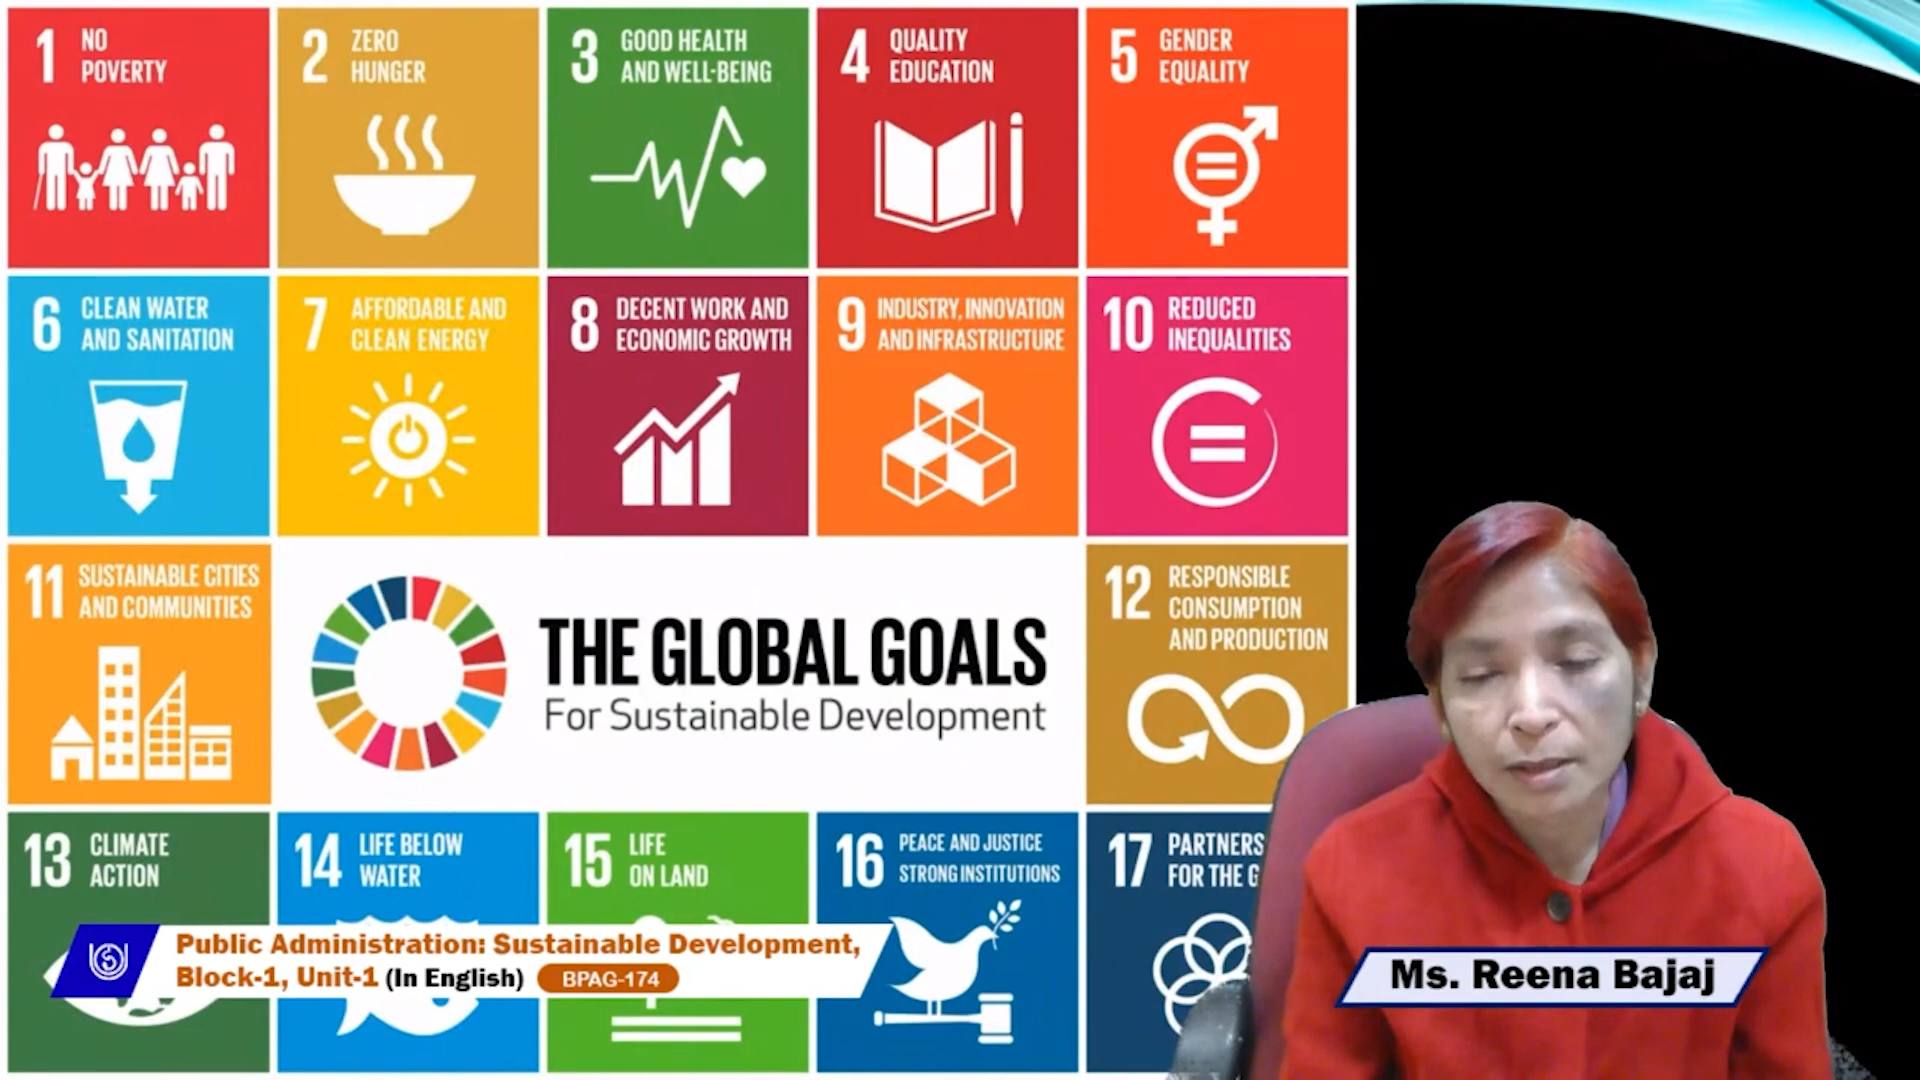 1 NO
POVERTY
2 ZERO
HUNGER
3 GOOD HEALTH
AND WELL-BEING
4 QUALITY
EDUCATION
5 GENDER
EQUALITY
6 CLEAN WATER
AND SANITATION
7 AFFORDABLE AND
CLEAN ENERGY
8 DECENT WORK AND
ECONOMIC GROWTH
9 INDUSTRY, INNOVATION
AND INFRASTRUCTURE
10 REDUCED
INEQUALITIES
11 SUSTAINABLE CITIES
AND COMMUNITIES
THE GLOBAL GOALS
For Sustainable Development
12 RESPONSIBLE
CONSUMPTION
AND PRODUCTION
13 CLIMATE
ACTION
14 LIFE BELOW
WATER
15 LIFE
ON LAND
16 PEACE AND JUSTICE
STRONG INSTITUTIONS
17 PARTNERS
FOR THE G
Public Administration: Sustainable Development,
Block-1, Unit-1 (In English) BPAG-174
Ms. Reena Bajaj